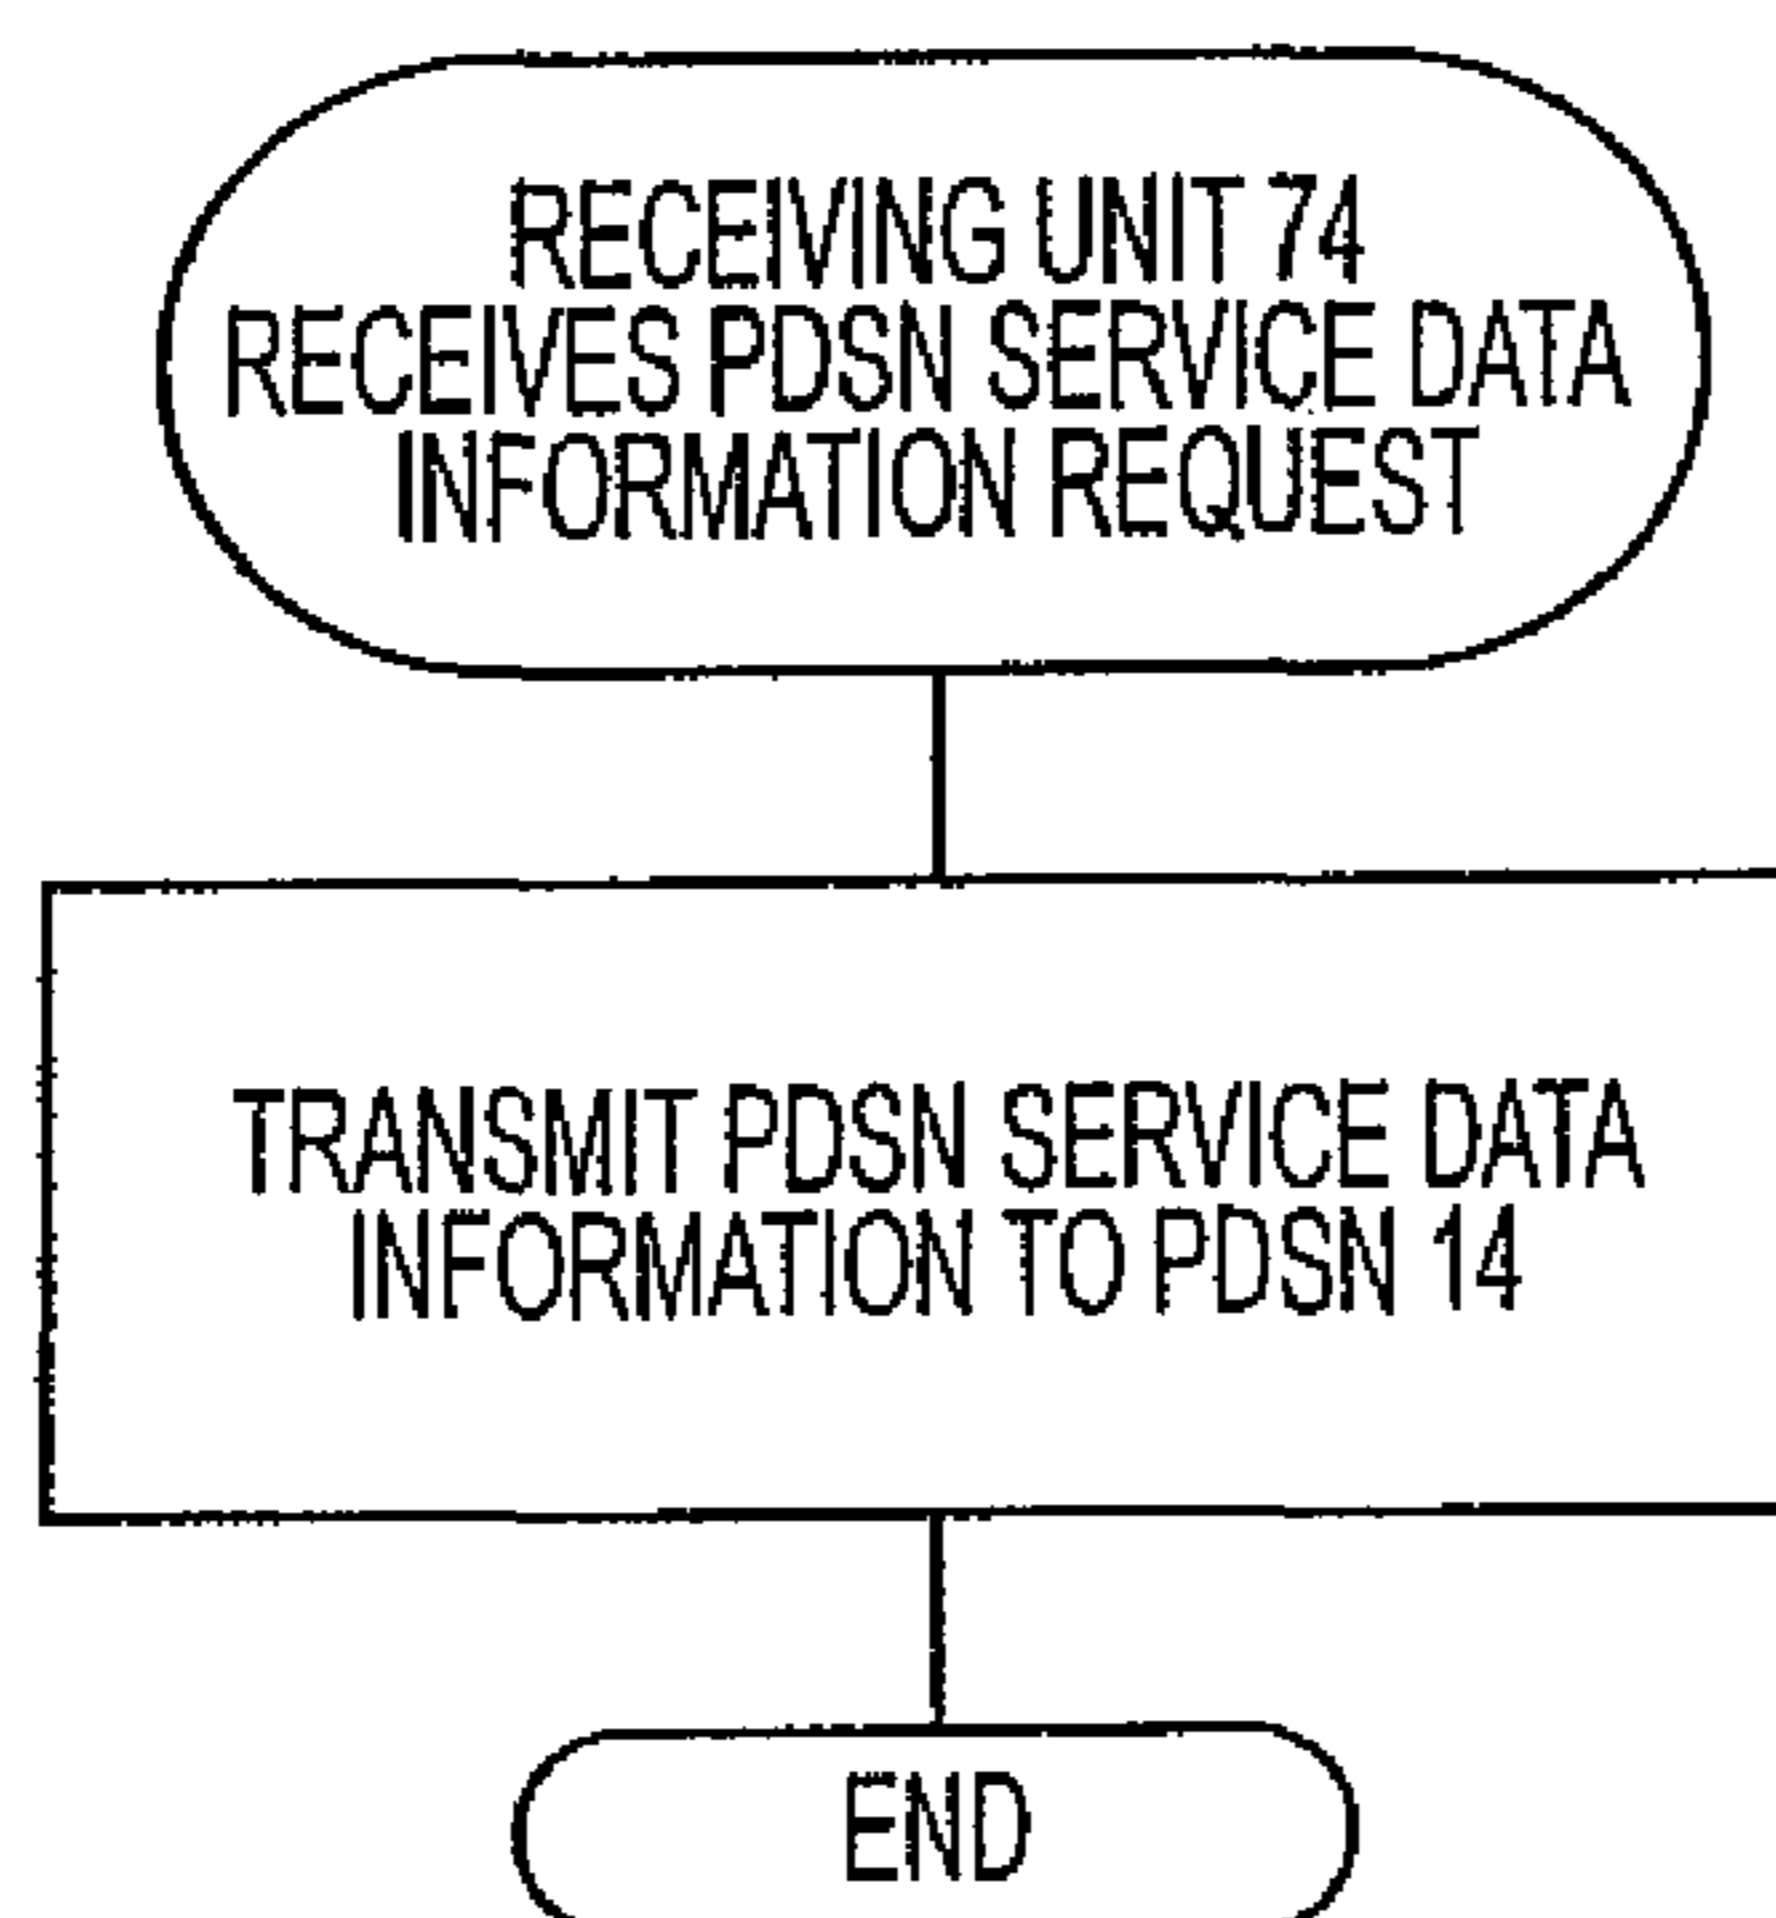 RECEIVING UNIT 74
RECEIVES PDSN SERVICE DATA
INFORMATION REQUEST
TRANSMIT PDSN SERVICE DATA
INFORMATION TO PDSN 14
END